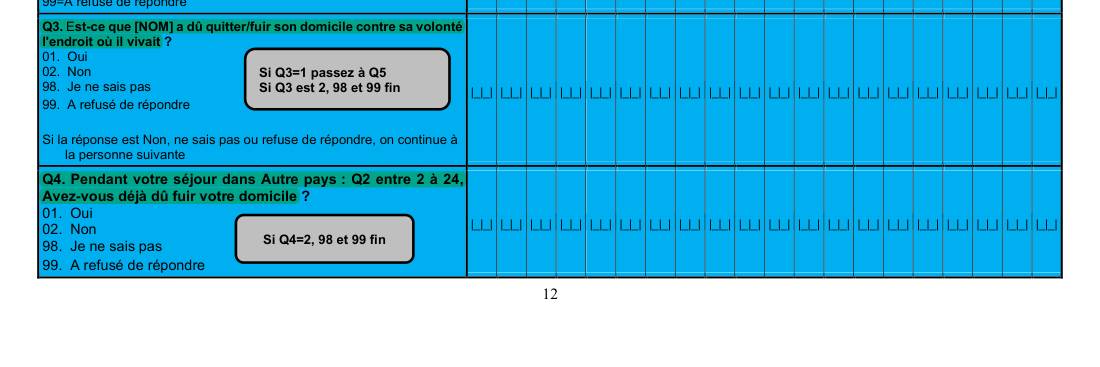 99=A refusé de répondre
Q3. Est-ce que [NOM] a dû quitter/fuir son domicile contre sa volonté
l'endroit où il vivait ?
01. Oui
02. Non
98. Je ne sais pas
99. A refusé de répondre
Si Q3=1 passez à Q5
Si Q3 est 2, 98 et 99 fin
Si la réponse est Non, ne sais pas ou refuse de répondre, on continue à
la personne suivante
Q4. Pendant votre séjour dans Autre pays : Q2 entre 2 à 24,
Avez-vous déjà dû fuir votre domicile ?
01. Oui
02. Non
98. Je ne sais pas
99. A refusé de répondre
Si Q4=2, 98 et 99 fin
12